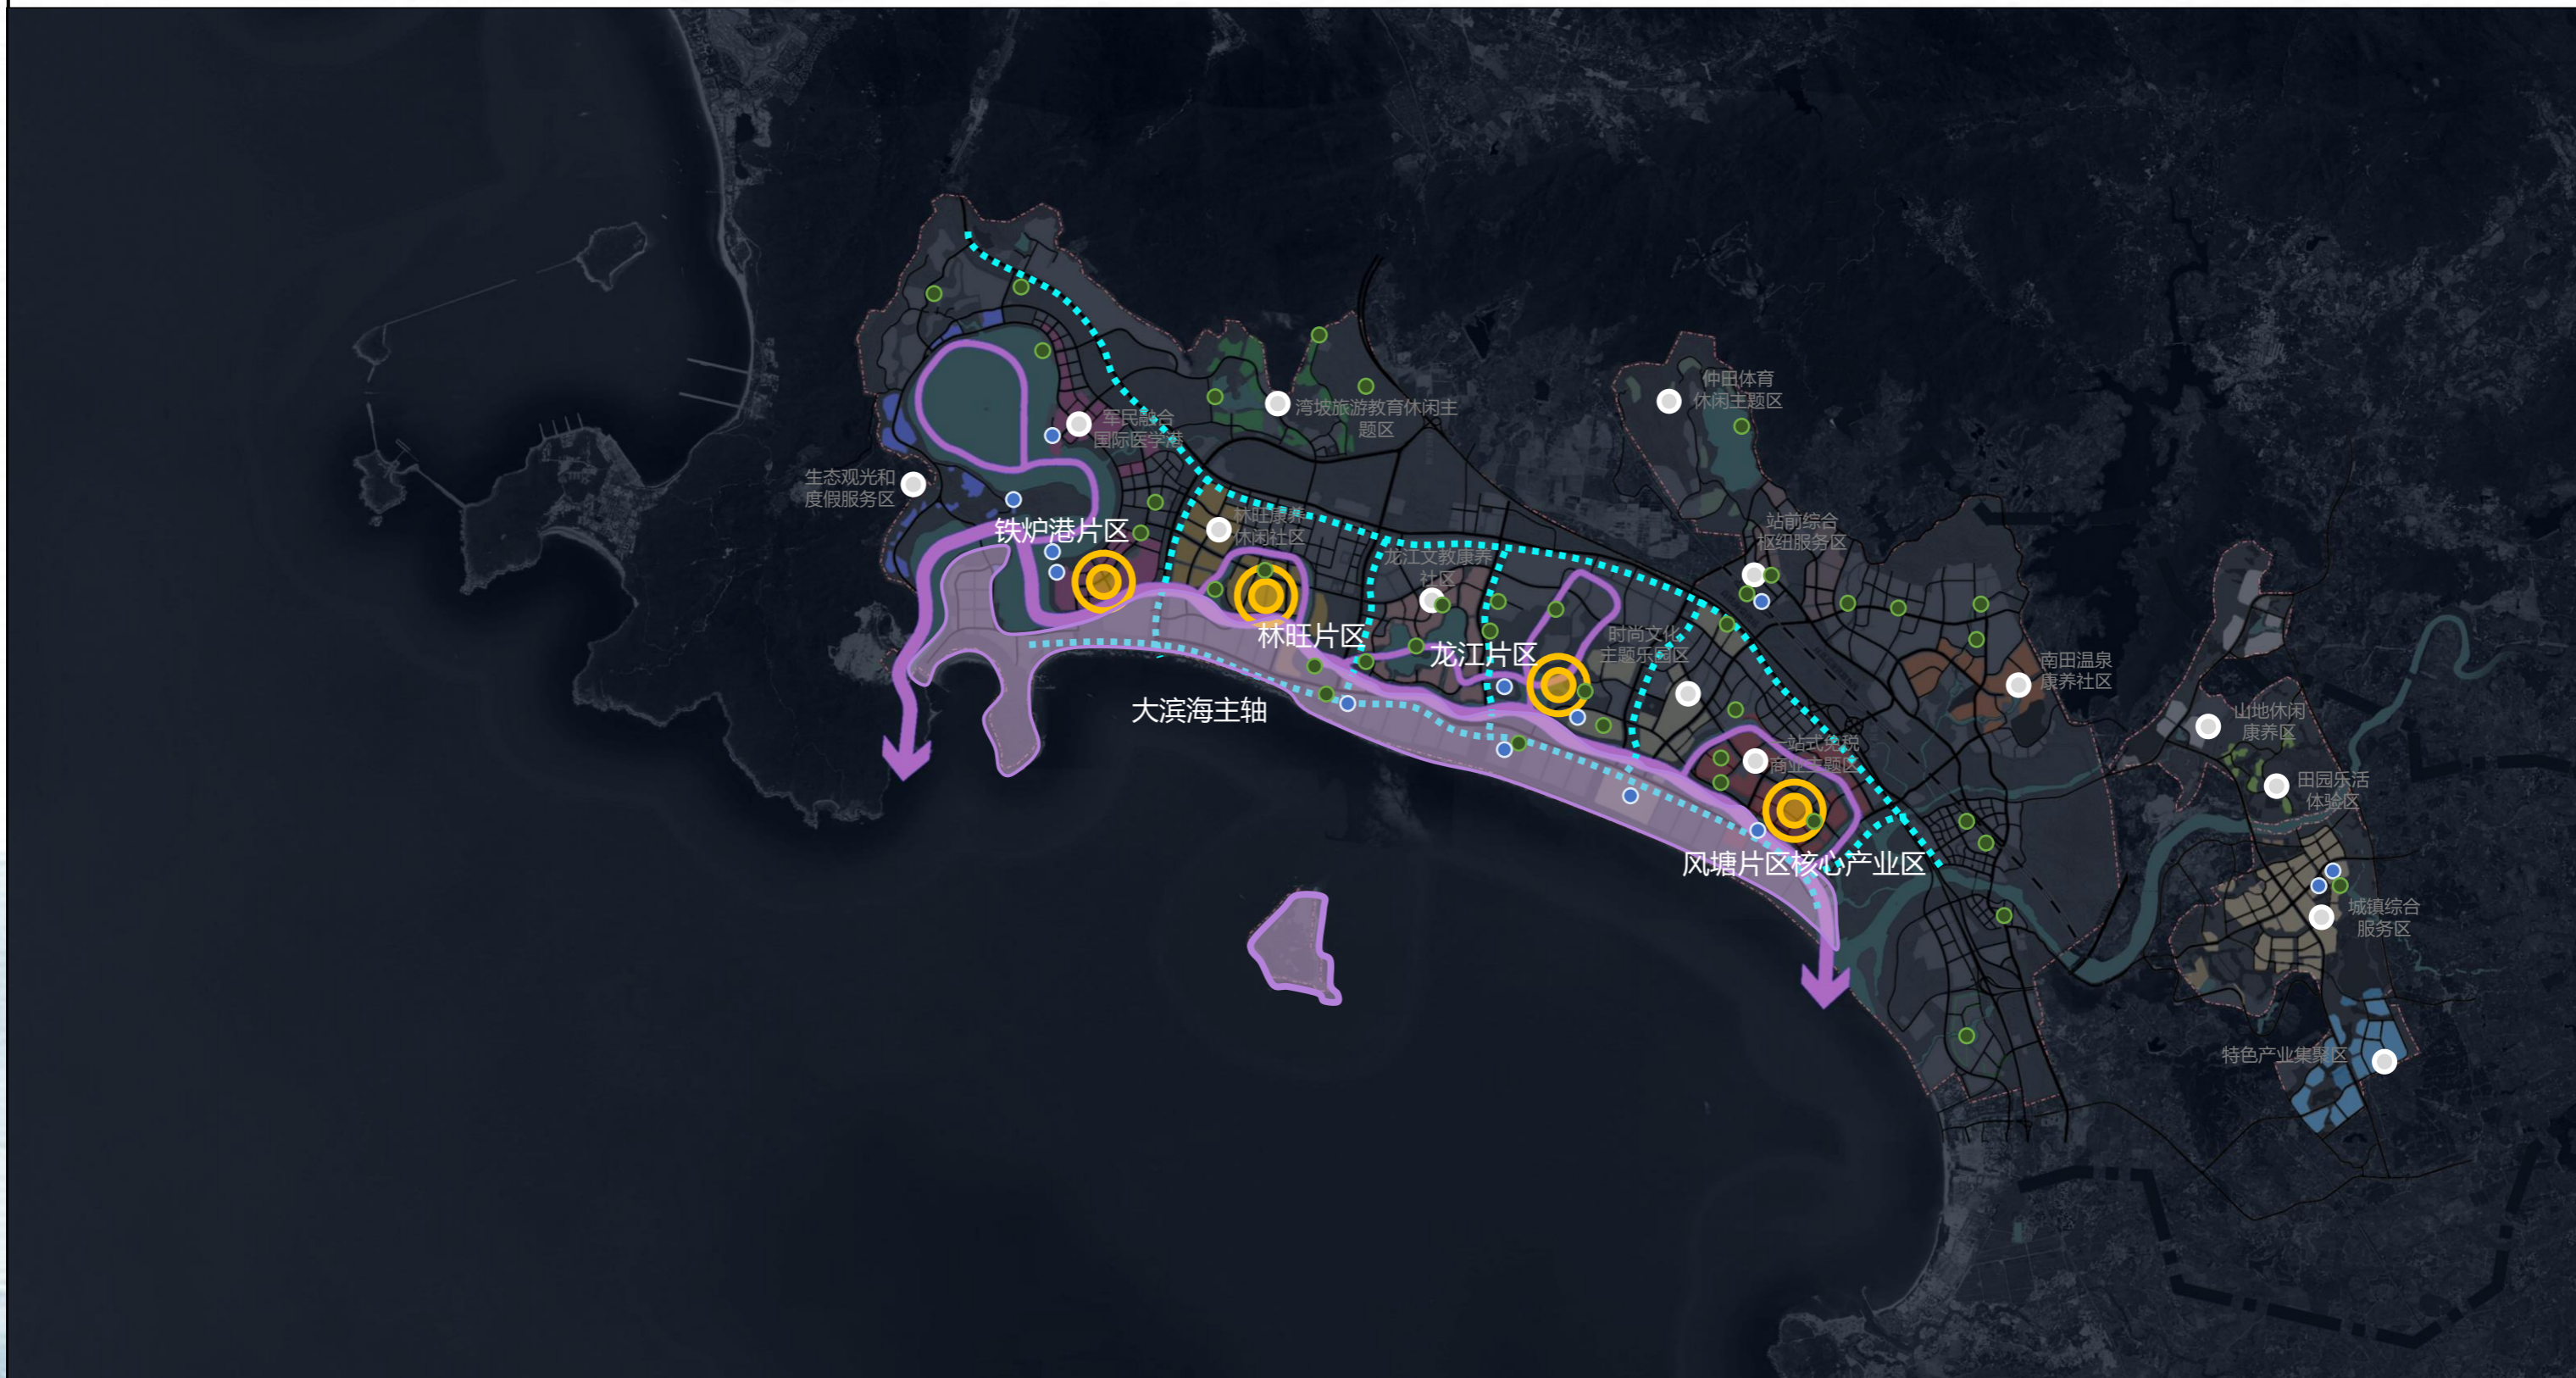 仲田体育
休闲主题区
湾坡旅游教育休闲主
题区
军民融合
国际医学港
生态观光和
度假服务区
铁炉港片区
林旺康养
休闲社区
站前综合
枢纽服务区
龙江文教康养
社区
林旺片区
龙江片区
时尚文化
主题乐园区
南田温泉
康养社区
大滨海主轴
山地休闲
康养区
一站式免税
商业主题区
田园乐活
体验区
风塘片区核心产业区
城镇综合
服务区
特色产业集聚区